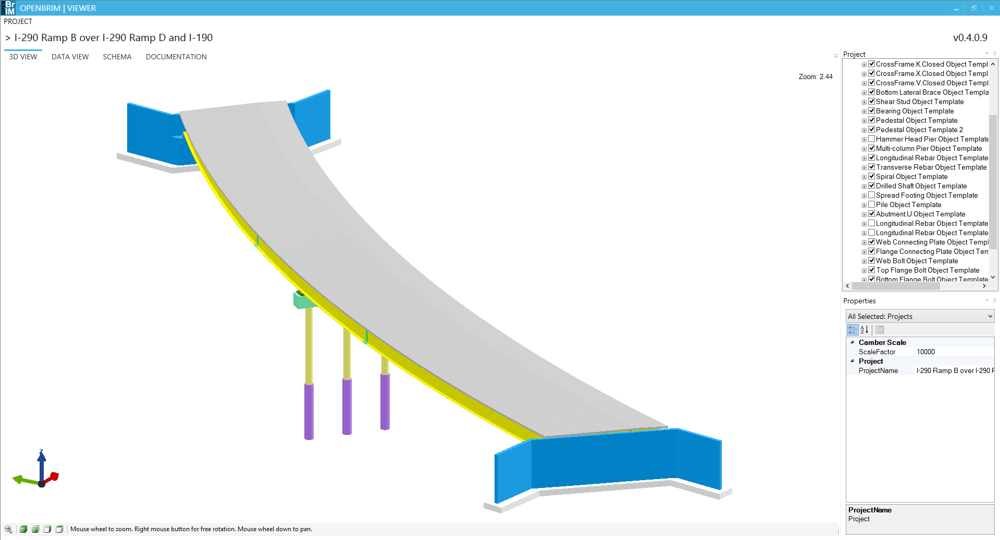 OPEN BrIM OPENBRIM | VIEWER
PROJECT
> I-290 Ramp B over I-290 Ramp D and I-190
v0.4.0.9
3D VIEW DATA VIEW SCHEMA DOCUMENTATION
Zoom: 2.44
Z
Mouse wheel to zoom. Right mouse button for free rotation. Mouse wheel down to pan.
Project
CrossFrame.K.Closed Object Templ
CrossFrame.X.Closed Object Templ
CrossFrame.V.Closed Object Templ
Bottom Lateral Brace Object Templa
Shear Stud Object Template
Bearing Object Template
Pedestal Object Template
Pedestal Object Template 2
Hammer Head Pier Object Template
Multi-column Pier Object Template
Longitudinal Rebar Object Template
Transverse Rebar Object Template
Spiral Object Template
Drilled Shaft Object Template
Spread Footing Object Template
Pile Object Template
Abutment.U Object Template
Longitudinal Rebar Object Template
Longitudinal Rebar Object Template
Web Connecting Plate Object Templ
Flange Connecting Plate Object Tem
Web Bolt Object Template
Top Flange Bolt Object Template
Bottom Flange Bolt Object Template
Properties
All Selected: Projects
A Z
Camber Scale
ScaleFactor 10000
Project
ProjectName I-290 Ramp B over I-290 R
ProjectName
Project